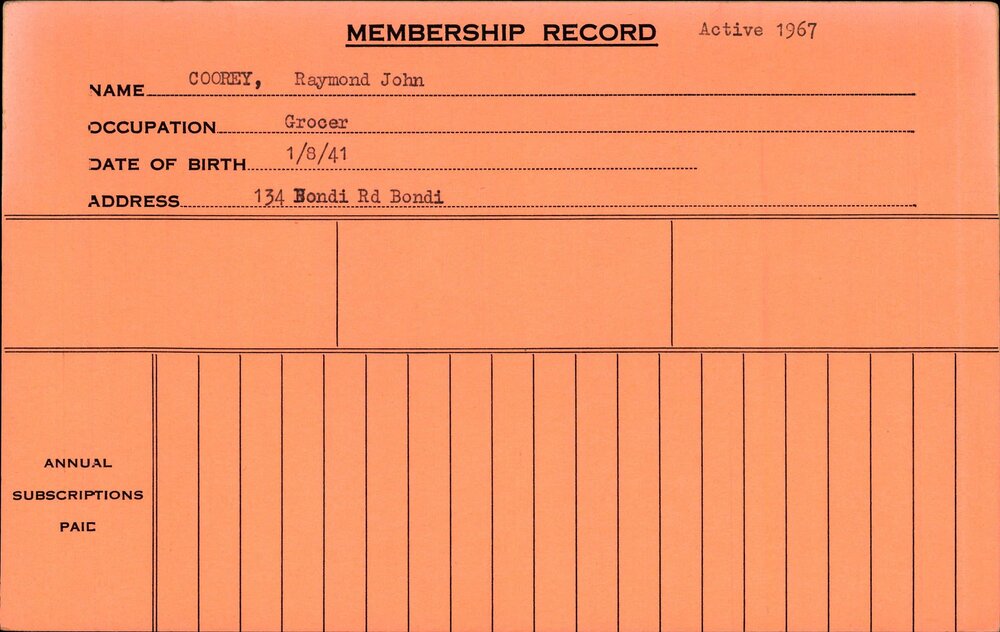 MEMBERSHIP RECORD Active 1967
NAME COOREY, Raymond John
OCCUPATION Grocer
DATE OF BIRTH 1/8/41
ADDRESS 134 Bondi Rd Bondi
ANNUAL
SUBSCRIPTIONS
PAID